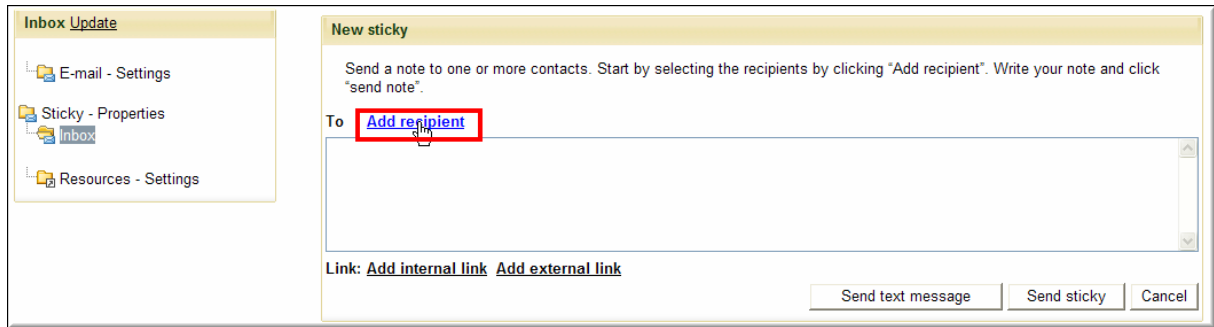 Inbox Update
E-mail - Settings
Sticky - Properties
Inbox
Resources - Settings
New sticky
Send a note to one or more contacts. Start by selecting the recipients by clicking “Add recipient”. Write your note and click
“send note”.
To Add recipient
Link: Add internal link Add external link
Send text message Send sticky Cancel